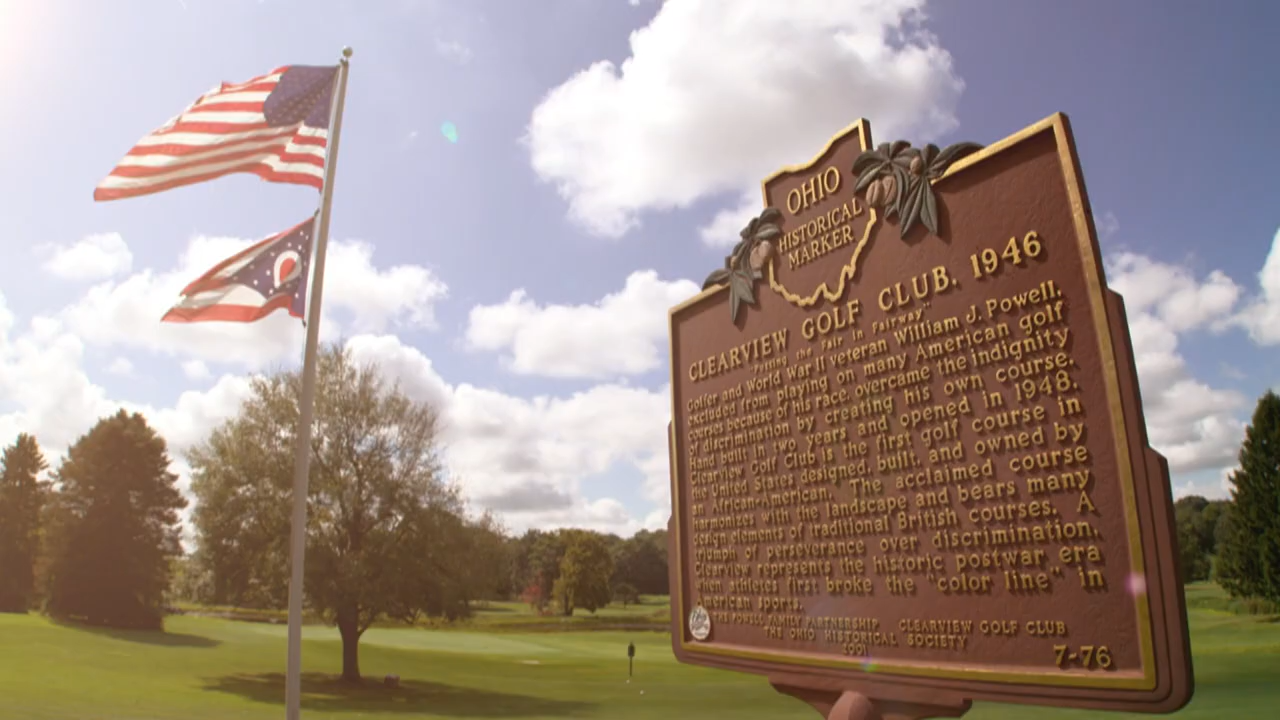 OHIO
HISTORICAL
MARKER
CLEARVIEW GOLF CLUB, 1946
"Putting the Fair in Fairway"
Golfer and World War II veteran William J. Powell,
excluded from playing on many American golf
courses because of his race, overcame the indignity
of discrimination by creating his own course.
Hand built in two years and opened in 1948,
Clearview Golf Club is the first golf course in
the United States designed, built, and owned by
an African-American. The acclaimed course
harmonizes with the landscape and bears many
design elements of traditional British courses. A
triumph of perseverance over discrimination,
Clearview represents the historic postwar era
when athletes first broke the "color line" in
American sports.
THE POWELL FAMILY PARTNERSHIP CLEARVIEW GOLF CLUB
THE OHIO HISTORICAL SOCIETY
2001
7-76